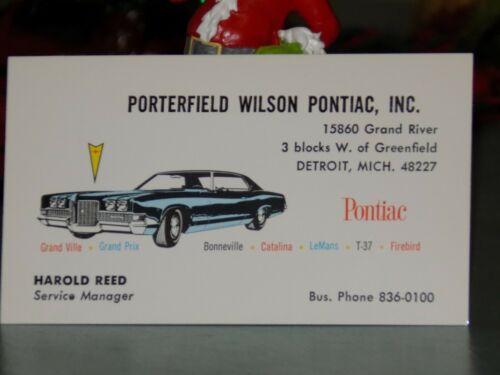 PORTERFIELD WILSON PONTIAC, INC.
15860 Grand River
3 blocks W. of Greenfield
DETROIT, MICH. 48227
Pontiac
Grand Ville • Grand Prix • Bonneville • Catalina • LeMans • T-37 • Firebird
HAROLD REED
Service Manager
Bus. Phone 836-0100